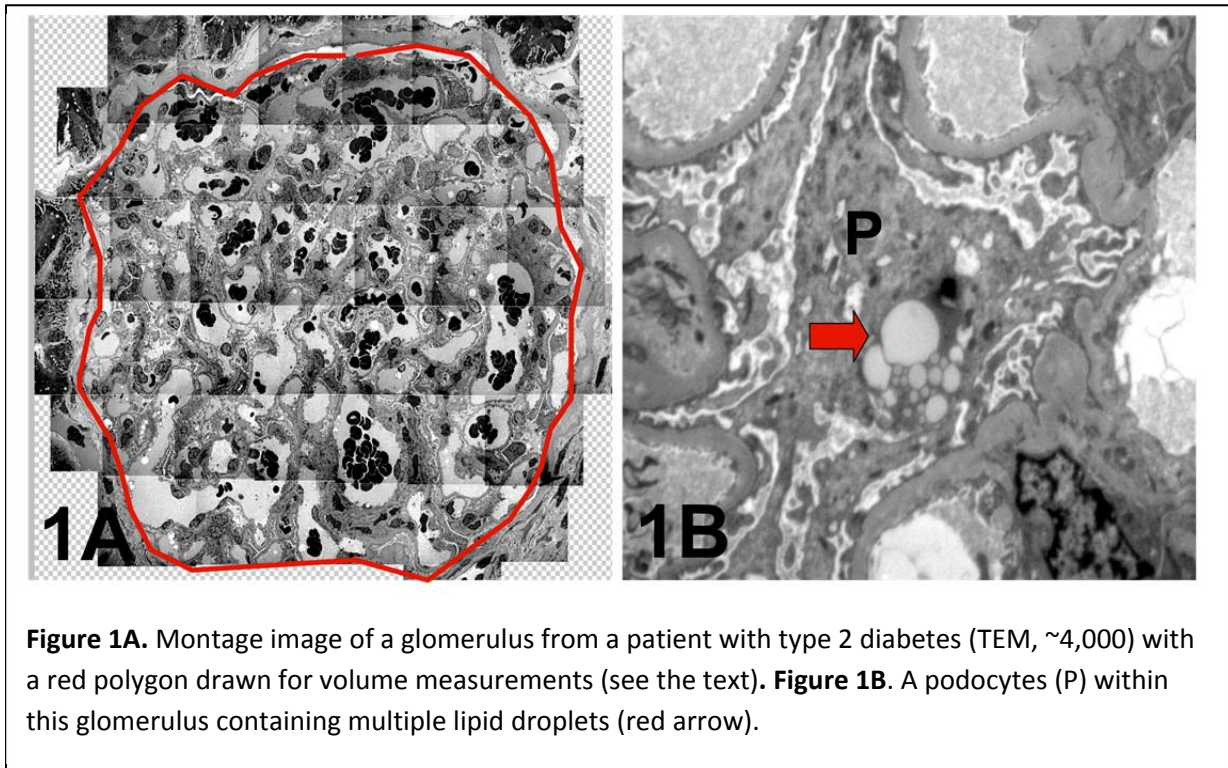 1A
P
1B
Figure 1A. Montage image of a glomerulus from a patient with type 2 diabetes (TEM, ~4,000) with
a red polygon drawn for volume measurements (see the text). Figure 1B. A podocytes (P) within
this glomerulus containing multiple lipid droplets (red arrow).